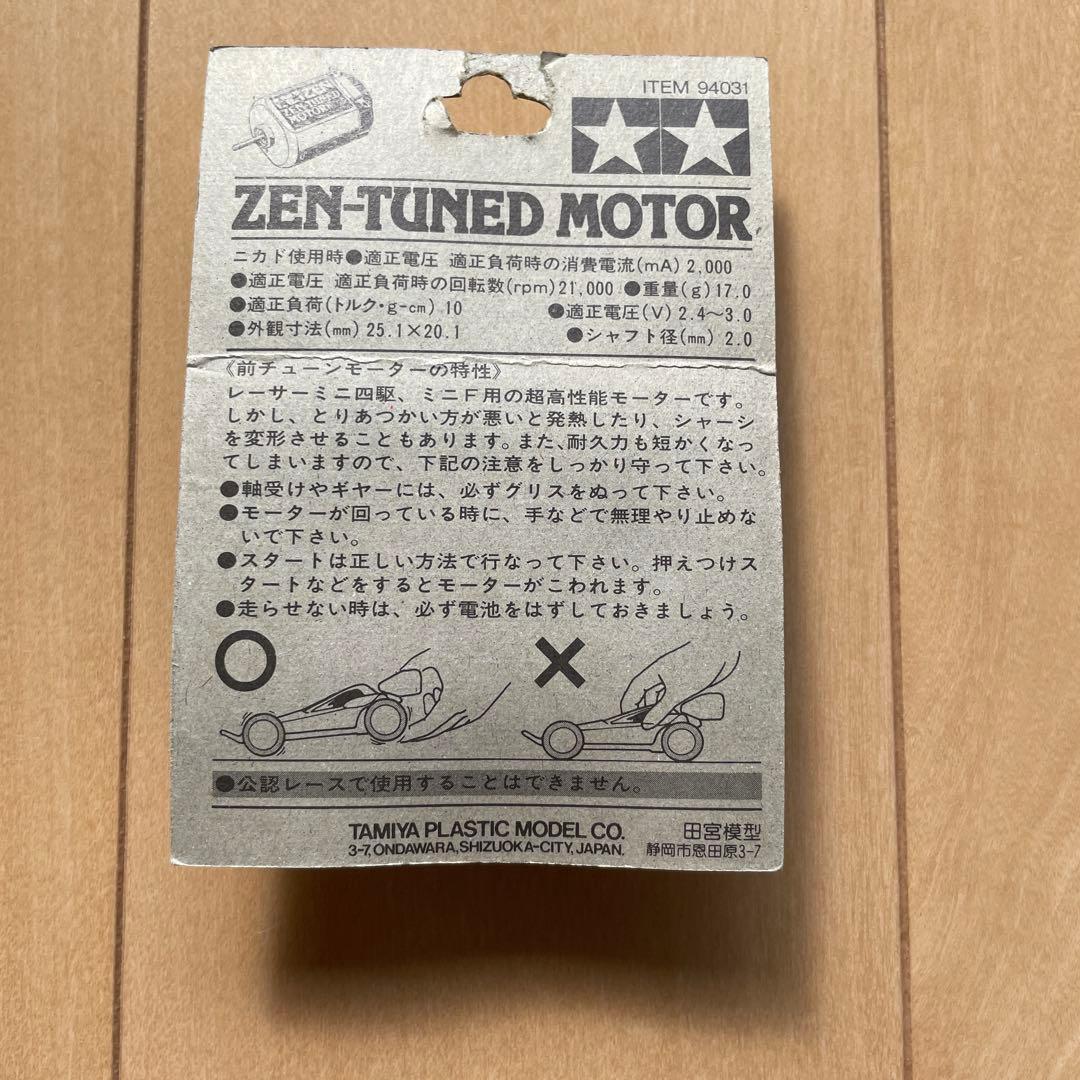 ITEM 94031
ZEN-TUNED
MOTOR
ZEN-TUNED MOTOR
ニカド使用時●適正電圧 適正負荷時の消費電流(mA) 2,000
●適正電圧 適正負荷時の回転数(rpm)21,000 ●重量(g)17.0
●適正負荷(トルク・g-cm) 10 ●適正電圧(V) 2.4〜3.0
●外観寸法(mm) 25.1×20.1 ●シャフト径(mm) 2.0
《前チューンモーターの特性》
レーサーミニ四駆、ミニF用の超高性能モーターです。
しかし、とりあつかい方が悪いと発熱したり、シャーシ
を変形させることもあります。また、耐久力も短かくなっ
てしまいますので、下記の注意をしっかり守って下さい。
●軸受けやギヤーには、必ずグリスをぬって下さい。
●モーターが回っている時に、手などで無理やり止めな
いで下さい。
●スタートは正しい方法で行なって下さい。押えつけス
タートなどをするとモーターがこわれます。
●走らせない時は、必ず電池をはずしておきましょう。
●公認レースで使用することはできません。
TAMIYA PLASTIC MODEL CO. 田宮模型
3-7, ONDAWARA, SHIZUOKA-CITY, JAPAN. 静岡市恩田原3-7